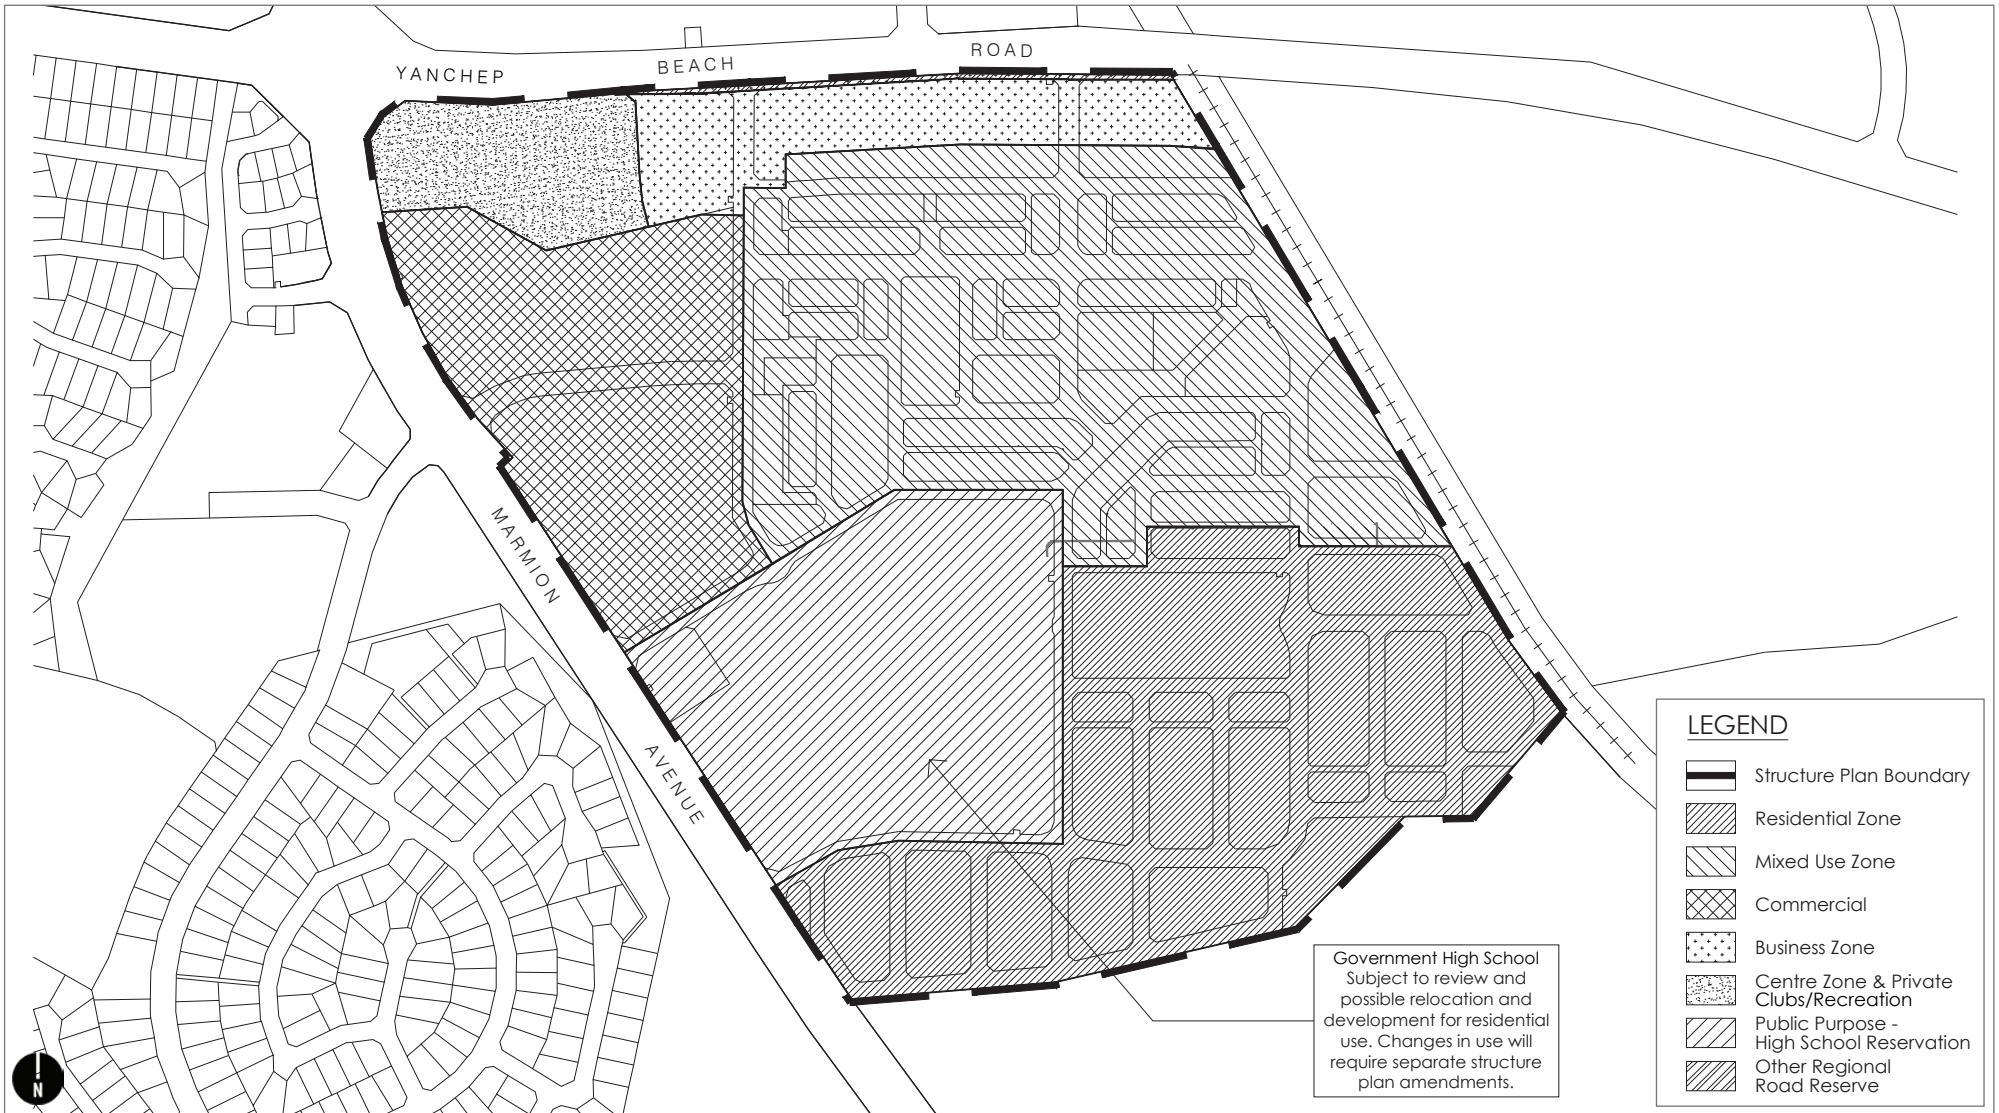 YANCHEP BEACH ROAD
MARMION AVENUE
LEGEND
Structure Plan Boundary
Residential Zone
Mixed Use Zone
Commercial
Business Zone
Centre Zone & Private
Clubs/Recreation
Public Purpose -
High School Reservation
Other Regional
Road Reserve
Government High School
Subject to review and
possible relocation and
development for residential
use. Changes in use will
require separate structure
plan amendments.
N